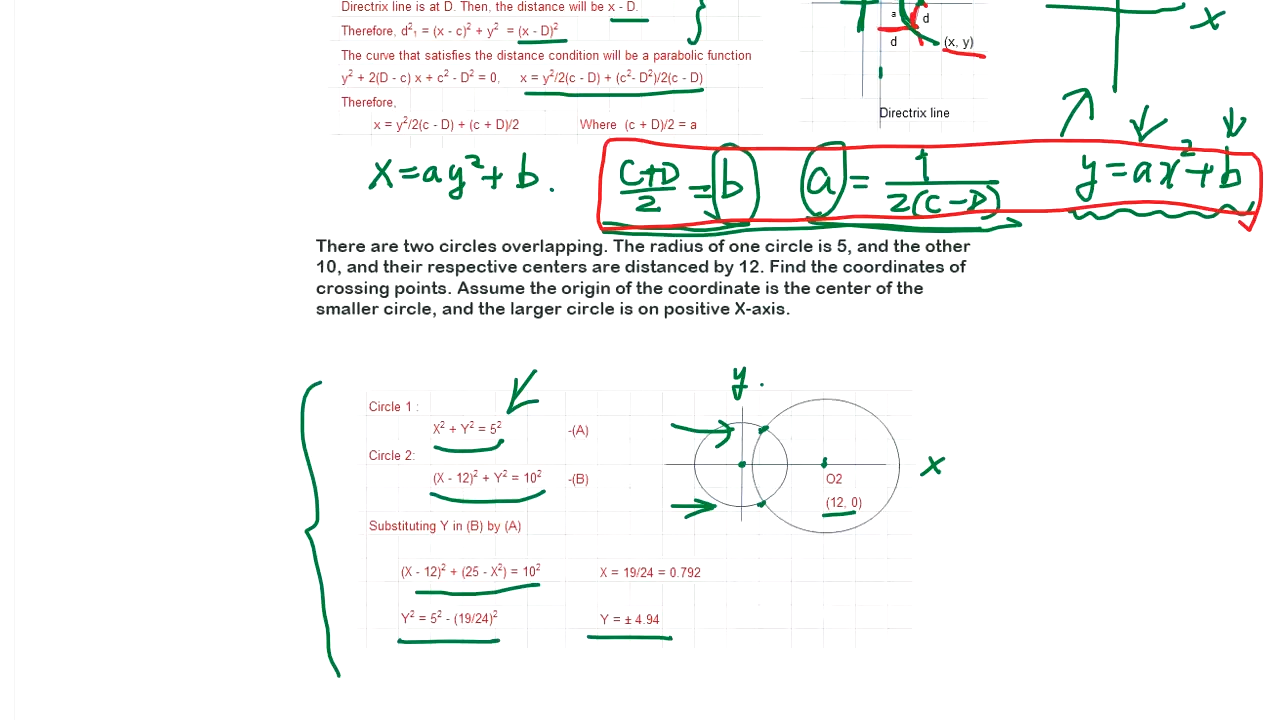 Directrix line is at D. Then, the distance will be x - D.
Therefore, d²₁ = (x - c)² + y² = (x - D)²
The curve that satisfies the distance condition will be a parabolic function
y² + 2(D - c) x + c² - D² = 0, x = y²/2(c - D) + (c²- D²)/2(c - D)
Therefore,
x = y²/2(c - D) + (c + D)/2 Where (c + D)/2 = a
a
d
d
(x, y)
Directrix line
x
x = ay² + b.
C+D/2 = b
a = 1/2(C-D)
y = ax² + b
There are two circles overlapping. The radius of one circle is 5, and the other
10, and their respective centers are distanced by 12. Find the coordinates of
crossing points. Assume the origin of the coordinate is the center of the
smaller circle, and the larger circle is on positive X-axis.
Circle 1 :
X² + Y² = 5² -(A)
Circle 2:
(X - 12)² + Y² = 10² -(B)
Substituting Y in (B) by (A)
(X - 12)² + (25 - X²) = 10² X = 19/24 = 0.792
Y² = 5² - (19/24)² Y = ± 4.94
y.
x
O2
(12, 0)